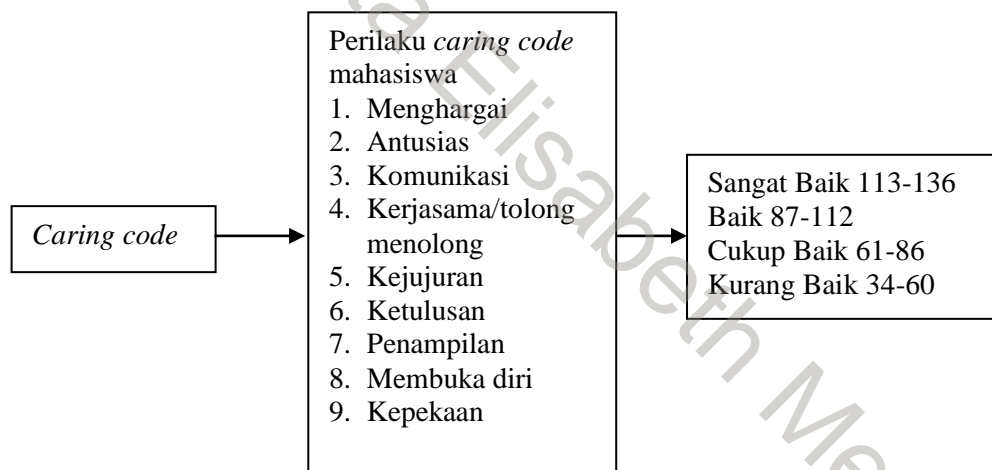 Caring code
Perilaku caring code
mahasiswa
1. Menghargai
2. Antusias
3. Komunikasi
4. Kerjasama/tolong
menolong
5. Kejujuran
6. Ketulusan
7. Penampilan
8. Membuka diri
9. Kepekaan
Sangat Baik 113-136
Baik 87-112
Cukup Baik 61-86
Kurang Baik 34-60
Elisabeth